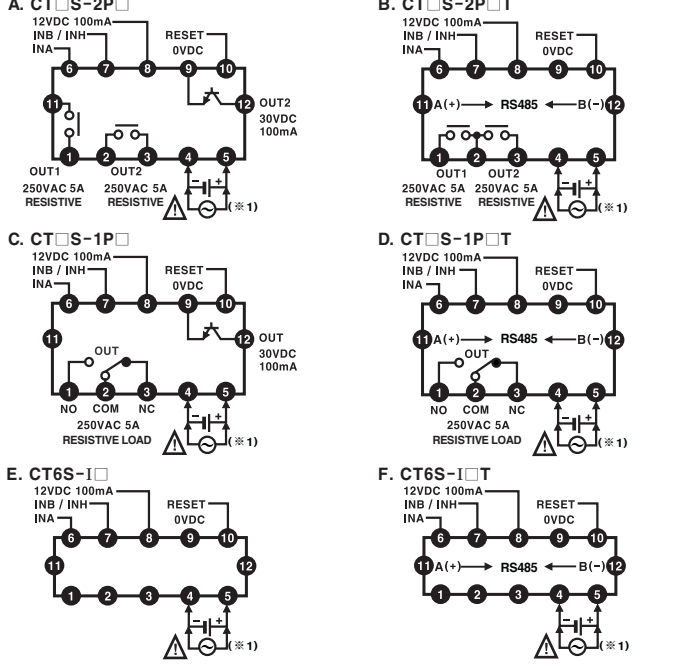 A. CT□S-2P□
12VDC 100mA
INB / INH
INA
RESET
0VDC
6 7 8 9 10
11
12
OUT2
30VDC
100mA
1 2 3 4 5
OUT1
OUT2
250VAC 5A
RESISTIVE
250VAC 5A
RESISTIVE
- +
(※1)
B. CT□S-2P□T
12VDC 100mA
INB / INH
INA
RESET
0VDC
6 7 8 9 10
11 A(+) RS485 B(-) 12
1 2 3 4 5
OUT1
OUT2
250VAC 5A
RESISTIVE
250VAC 5A
RESISTIVE
- +
(※1)
C. CT□S-1P□
12VDC 100mA
INB / INH
INA
RESET
0VDC
6 7 8 9 10
11
12
OUT
30VDC
100mA
OUT
1 2 3 4 5
NO COM NC
250VAC 5A
RESISTIVE LOAD
- +
(※1)
D. CT□S-1P□T
12VDC 100mA
INB / INH
INA
RESET
0VDC
6 7 8 9 10
11 A(+) RS485 B(-) 12
OUT
1 2 3 4 5
NO COM NC
250VAC 5A
RESISTIVE LOAD
- +
(※1)
E. CT6S-I□
12VDC 100mA
INB / INH
INA
RESET
0VDC
6 7 8 9 10
11
12
1 2 3 4 5
- +
(※1)
F. CT6S-I□T
12VDC 100mA
INB / INH
INA
RESET
0VDC
6 7 8 9 10
11 A(+) RS485 B(-) 12
1 2 3 4 5
- +
(※1)